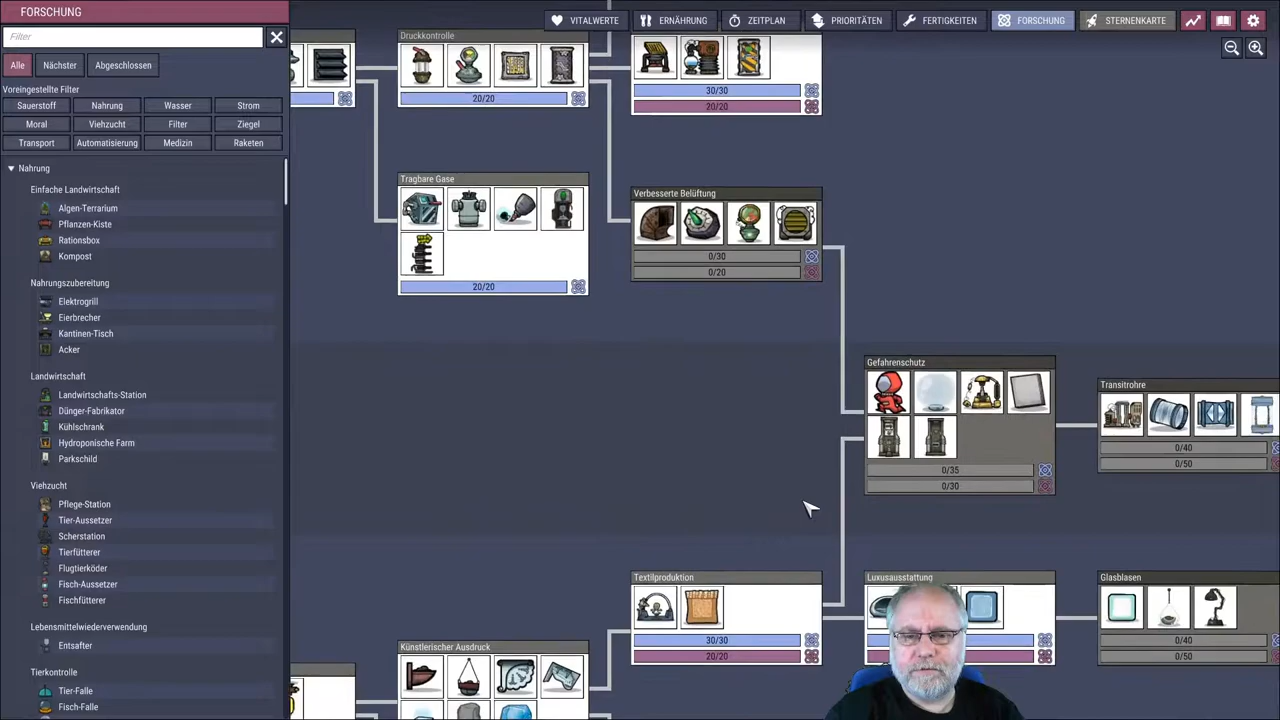 FORSCHUNG
VITALWERTE
ERNÄHRUNG
ZEITPLAN
PRIORITÄTEN
FERTIGKEITEN
FORSCHUNG
STERNENKARTE
Filter
Alle
Nächster
Abgeschlossen
Voreingestellte Filter
Sauerstoff
Nahrung
Wasser
Strom
Moral
Viehzucht
Filter
Ziegel
Transport
Automatisierung
Medizin
Raketen
Nahrung
Einfache Landwirtschaft
Algen-Terrarium
Pflanzen-Kiste
Rationsbox
Kompost
Nahrungszubereitung
Elektrogrill
Eierbrecher
Kantinen-Tisch
Acker
Landwirtschaft
Landwirtschafts-Station
Dünger-Fabrikator
Kühlschrank
Hydroponische Farm
Parkschild
Viehzucht
Pflege-Station
Tier-Aussetzer
Scherstation
Tierfütterer
Flugtierköder
Fisch-Aussetzer
Fischfütterer
Lebensmittelwiederverwendung
Entsafter
Tierkontrolle
Tier-Falle
Fisch-Falle
Druckkontrolle
20/20
30/30
20/20
Tragbare Gase
20/20
Verbesserte Belüftung
0/30
0/20
Gefahrenschutz
0/35
0/30
Transitrohre
0/40
0/50
Textilproduktion
30/30
20/20
Luxusausstattung
Glasblasen
0/40
0/50
Künstlerischer Ausdruck